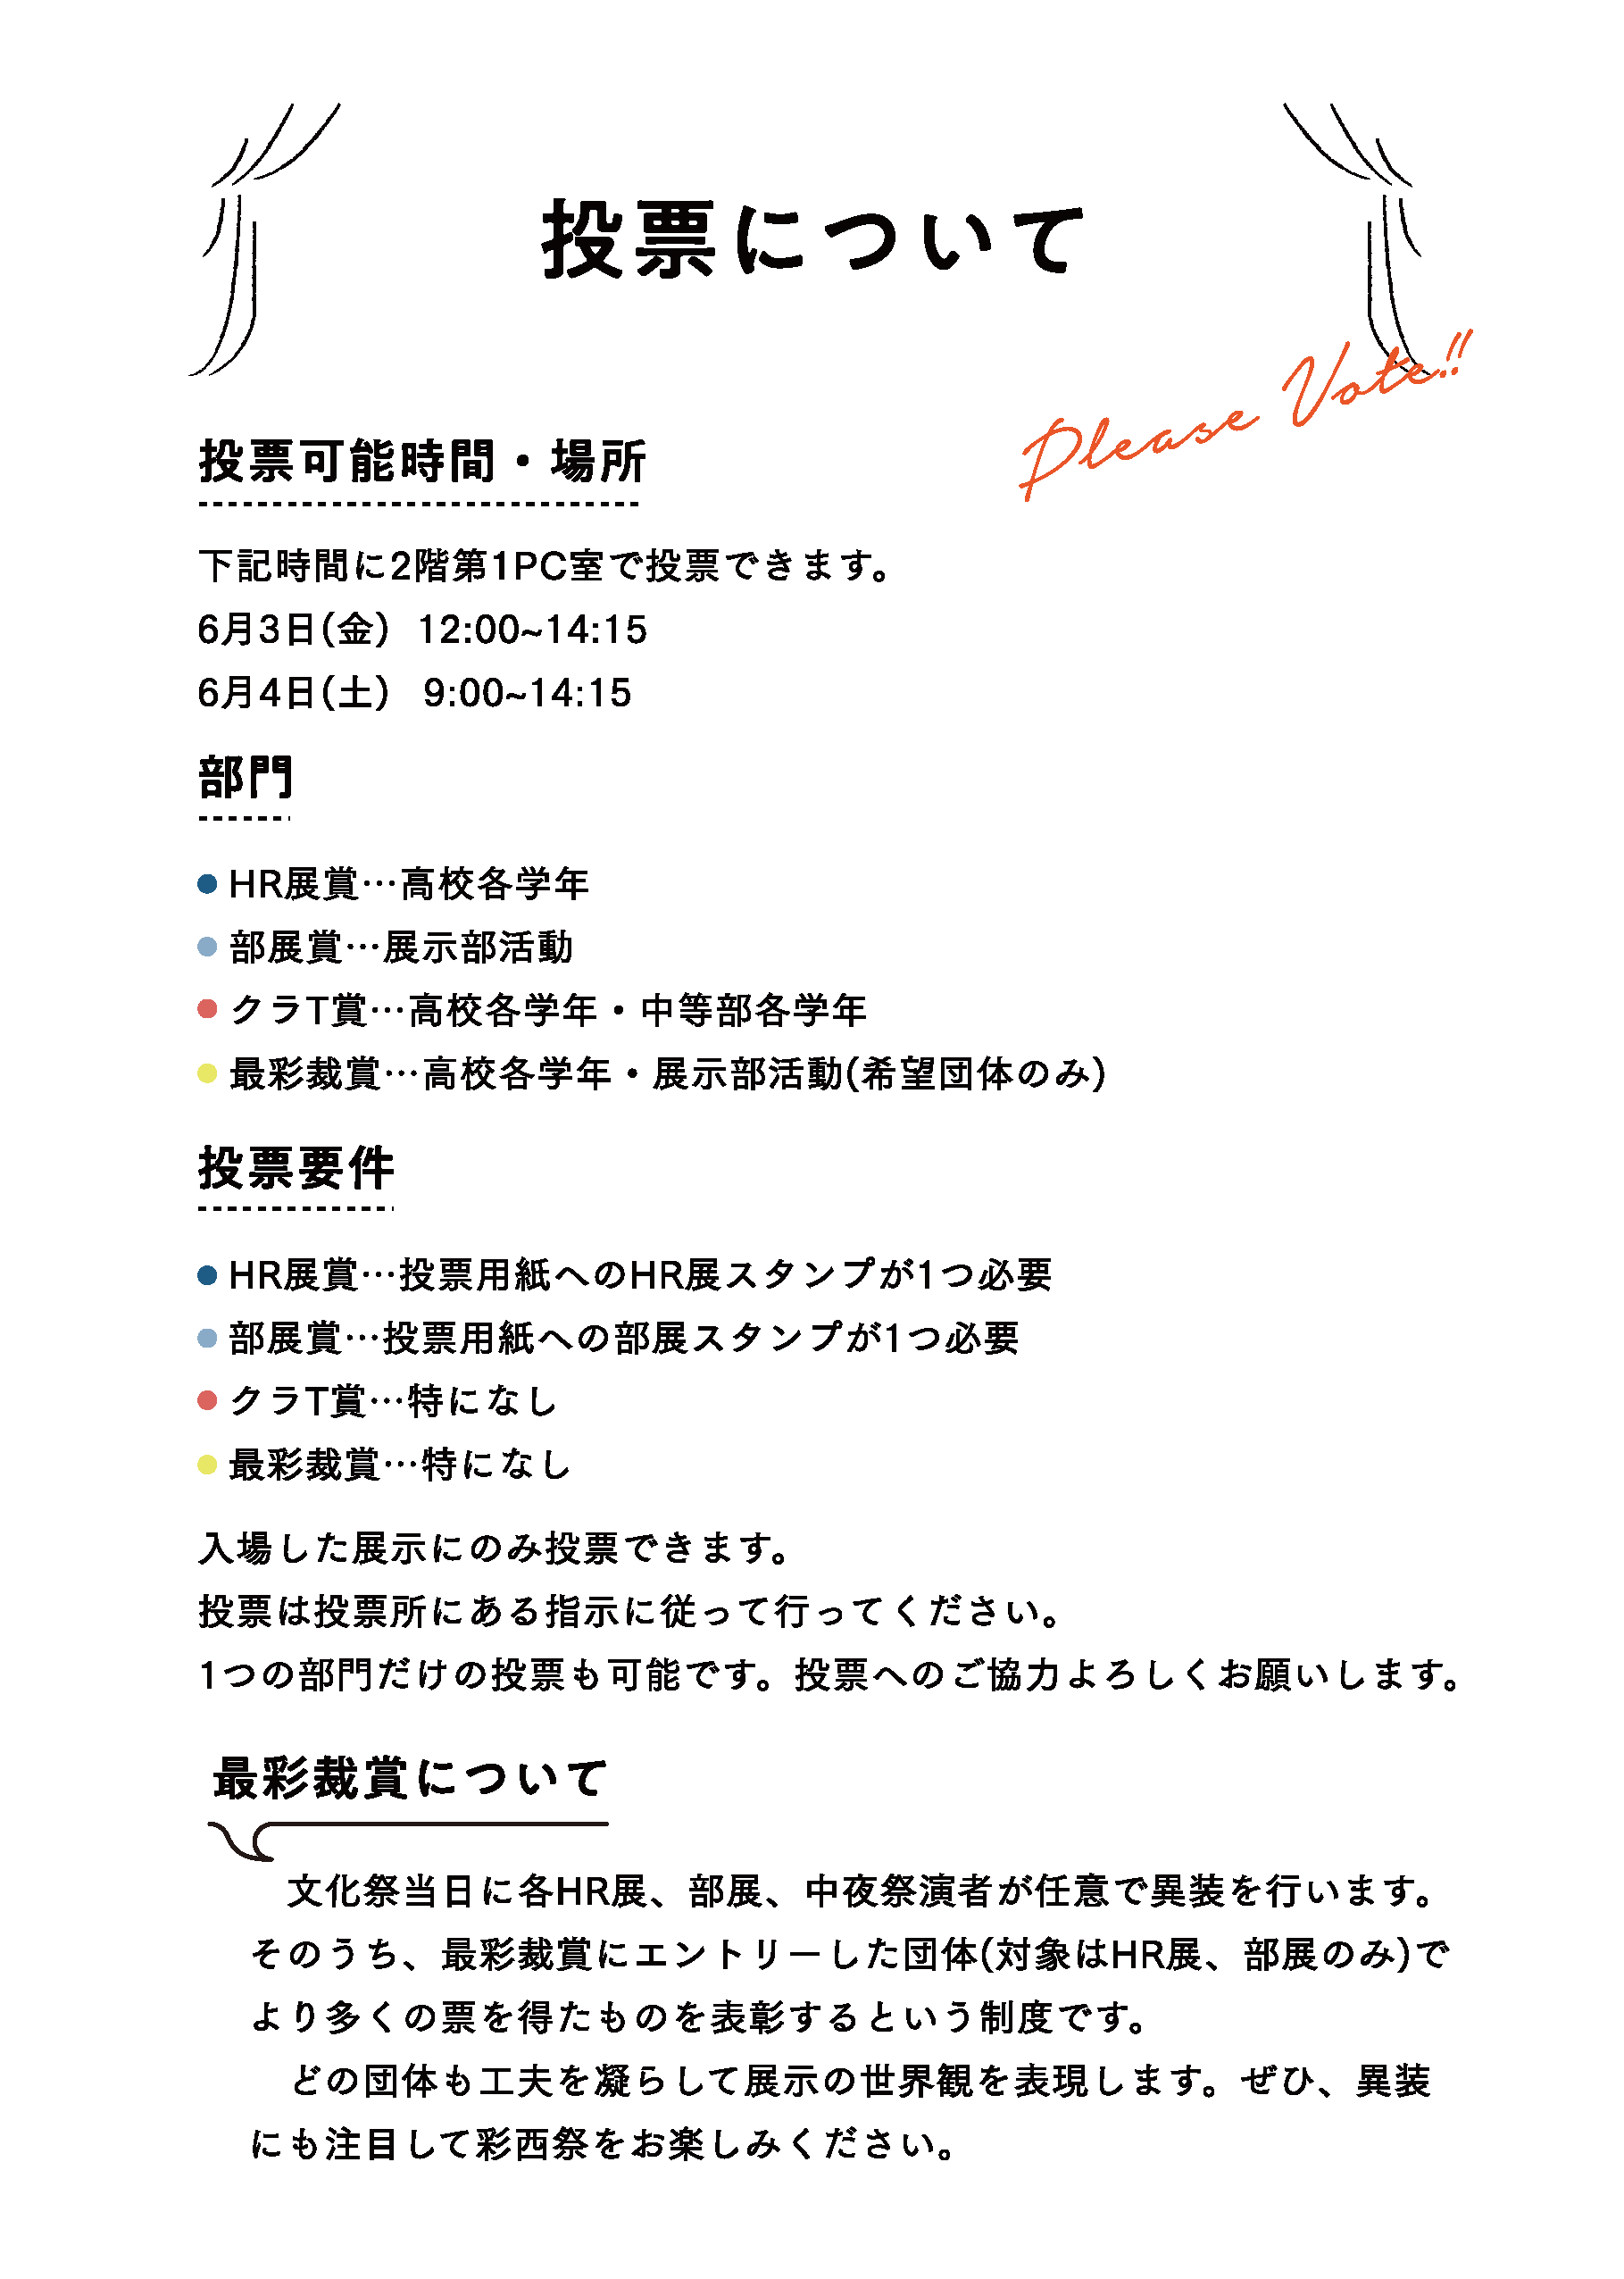 投票について
Please Vote!!
投票可能時間・場所
下記時間に2階第1PC室で投票できます。
6月3日(金) 12:00~14:15
6月4日(土) 9:00~14:15
部門
HR展賞…高校各学年
部展賞…展示部活動
クラT賞…高校各学年・中等部各学年
最彩裁賞…高校各学年・展示部活動(希望団体のみ)
投票要件
HR展賞…投票用紙へのHR展スタンプが1つ必要
部展賞…投票用紙への部展スタンプが1つ必要
クラT賞…特になし
最彩裁賞…特になし
入場した展示にのみ投票できます。
投票は投票所にある指示に従って行ってください。
1つの部門だけの投票も可能です。投票へのご協力よろしくお願いします。
最彩裁賞について
文化祭当日に各HR展、部展、中夜祭演者が任意で異装を行います。
そのうち、最彩裁賞にエントリーした団体(対象はHR展、部展のみ)で
より多くの票を得たものを表彰するという制度です。
どの団体も工夫を凝らして展示の世界観を表現します。ぜひ、異装
にも注目して彩西祭をお楽しみください。